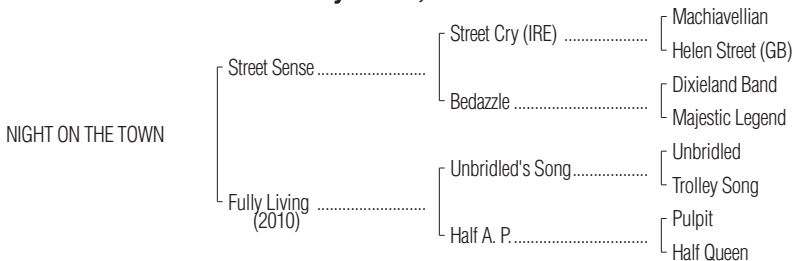 Machiavellian
Street Cry (IRE) ....................
Helen Street (GB)
Street Sense ..........................
Dixieland Band
Bedazzle ................................
Majestic Legend
NIGHT ON THE TOWN
Unbridled
Unbridled's Song..................
Trolley Song
Fully Living ..........................
(2010)
Pulpit
Half A. P. ................................
Half Queen